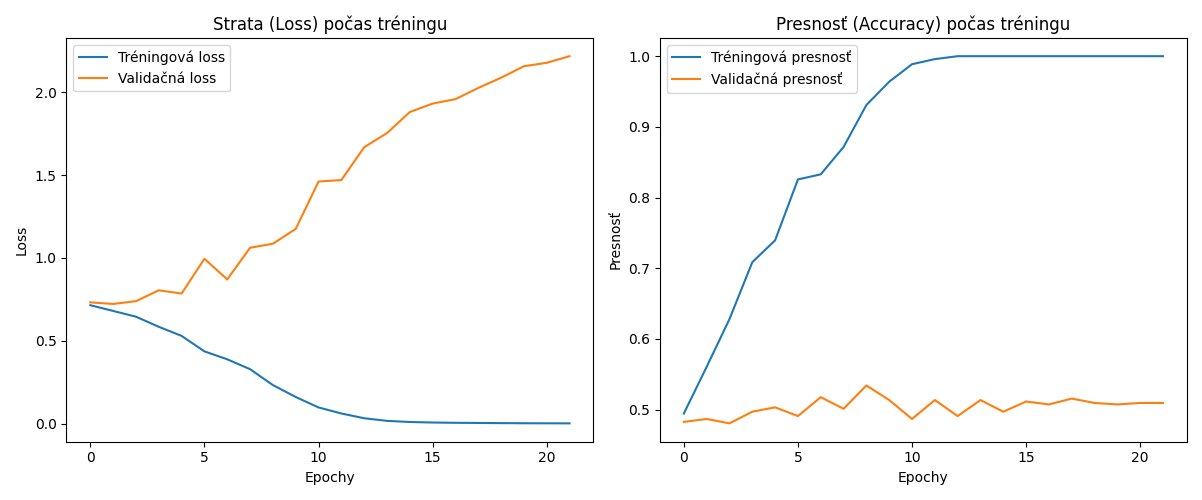 Strata (Loss) počas tréningu
Tréningová loss
Validačná loss
2.0
1.5
1.0
0.5
0.0
Loss
0
5
10
15
20
Epochy
Presnosť (Accuracy) počas tréningu
Tréningová presnosť
Validačná presnosť
1.0
0.9
0.8
0.7
0.6
0.5
Presnosť
0
5
10
15
20
Epochy